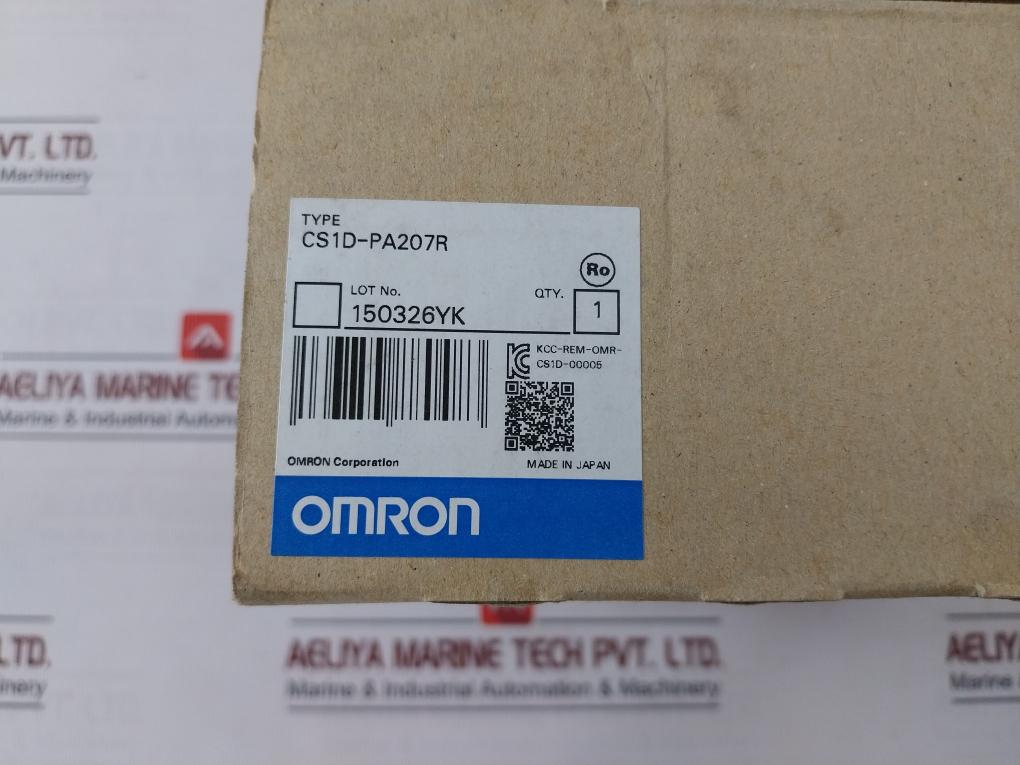 VT. LTD.
Machinery
TYPE
CS1D-PA207R
Ro
LOT No.
150326YK
QTY.
1
KCC-REM-OMR-
CS1D-00005
OMRON Corporation
MADE IN JAPAN
OMRON
AELIYA MARINE TE
Marine & Industrial Autom
LTD.
inery
AELIYA MARINE TECH PVT. LTD.
Marine & Industrial Automation & Machinery
AELIY
Marine